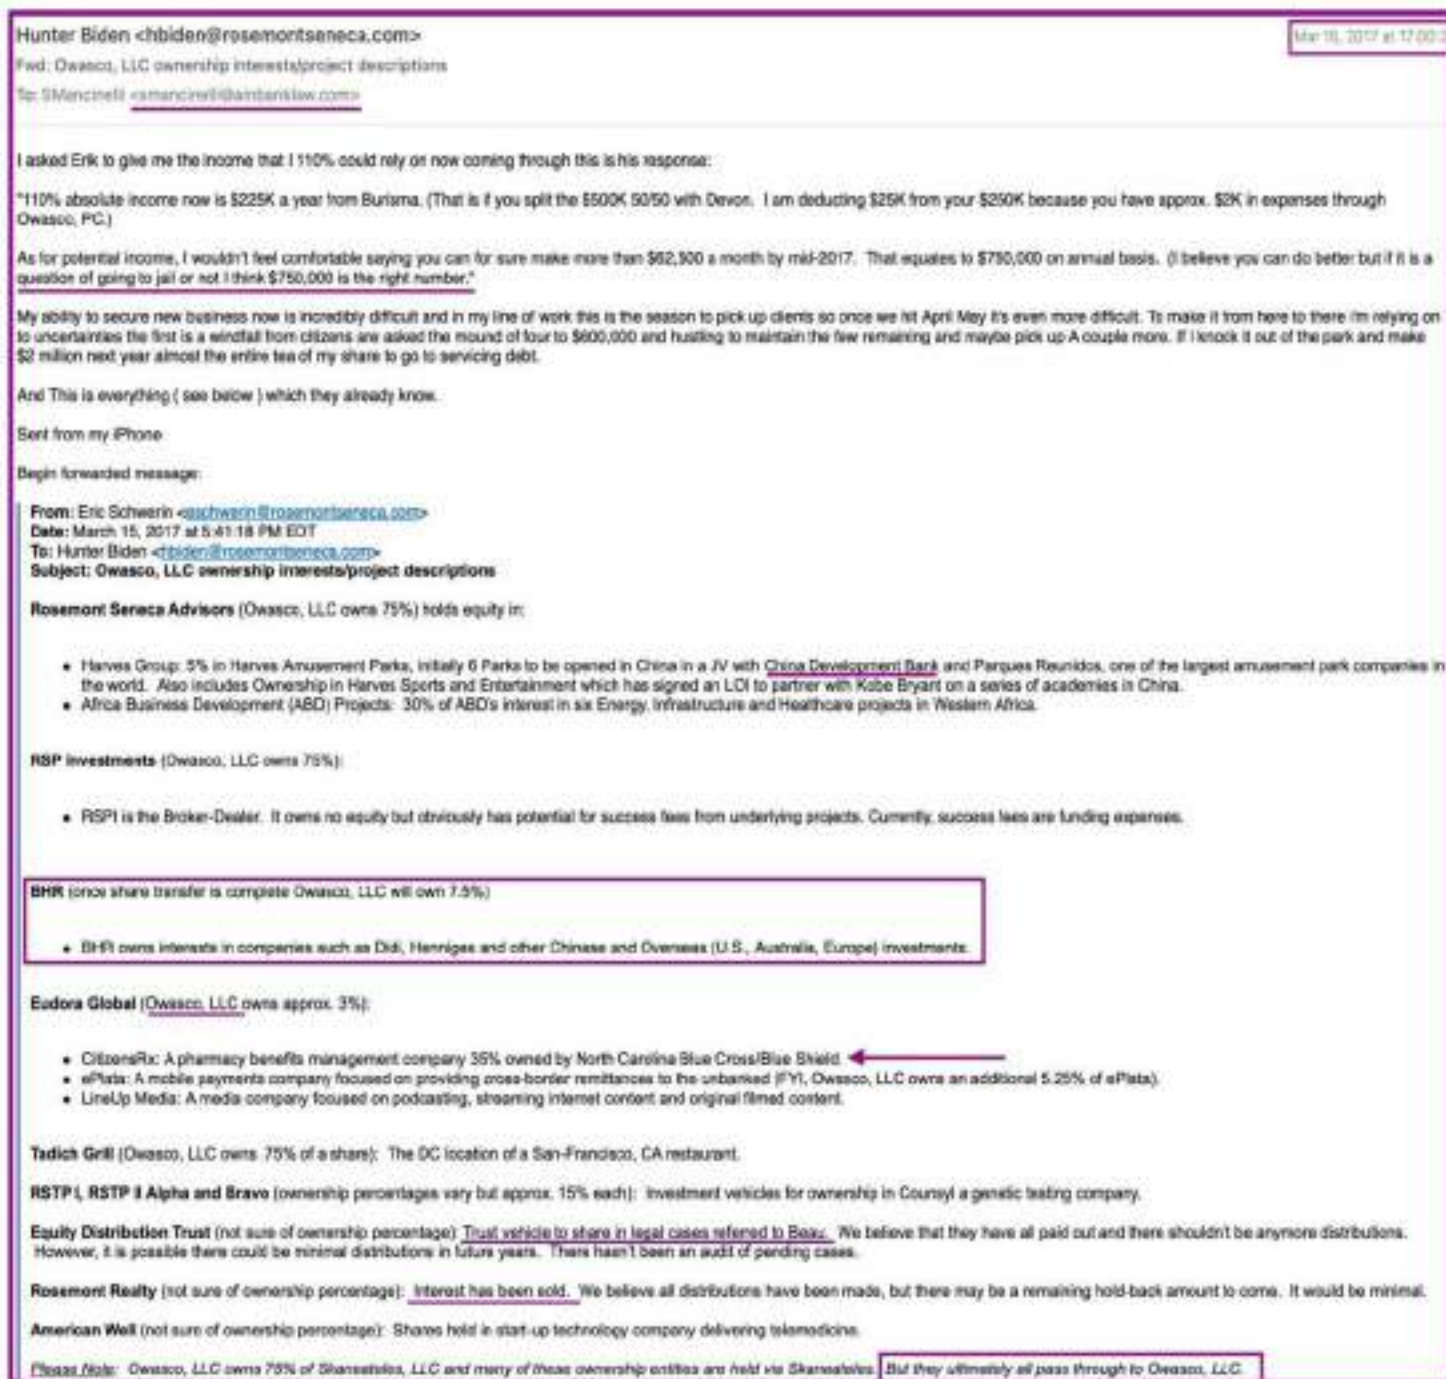 Hunter Biden <hbiden@rosemontseneca.com>
Mar 16, 2017 at 17:00:
Fwd: Owasco, LLC ownership interests/project descriptions
To: SMancinelli <smancinelli@ainbanklaw.com>
I asked Erik to give me the income that I 110% could rely on now coming through this is his response:
"110% absolute income now is $225K a year from Burisma. (That is if you split the $500K 50/50 with Devon. I am deducting $25K from your $250K because you have approx. $2K in expenses through
Owasco, PC.)
As for potential income, I wouldn't feel comfortable saying you can for sure make more than $62,500 a month by mid-2017. That equates to $750,000 on annual basis. (I believe you can do better but if it is a
question of going to jail or not I think $750,000 is the right number."
My ability to secure new business now is incredibly difficult and in my line of work this is the season to pick up clients so once we hit April May it's even more difficult. To make it from here to there I'm relying on
to uncertainties the first is a windfall from citizens are asked the mound of four to $600,000 and hustling to maintain the few remaining and maybe pick up A couple more. If I knock it out of the park and make
$2 million next year almost the entire tea of my share to go to servicing debt.
And This is everything ( see below ) which they already know.
Sent from my iPhone
Begin forwarded message:
From: Eric Schwerin <eschwerin@rosemontseneca.com>
Date: March 15, 2017 at 5:41:18 PM EDT
To: Hunter Biden <hbiden@rosemontseneca.com>
Subject: Owasco, LLC ownership interests/project descriptions
Rosemont Seneca Advisors (Owasco, LLC owns 75%) holds equity in:
• Harves Group: 5% in Harves Amusement Parks, initially 6 Parks to be opened in China in a JV with China Development Bank and Parques Reunidos, one of the largest amusement park companies in
the world. Also includes Ownership in Harves Sports and Entertainment which has signed an LOI to partner with Kobe Bryant on a series of academies in China.
• Africa Business Development (ABD) Projects: 30% of ABD's interest in six Energy, Infrastructure and Healthcare projects in Western Africa.
RSP Investments (Owasco, LLC owns 75%):
• RSPI is the Broker-Dealer. It owns no equity but obviously has potential for success fees from underlying projects. Currently, success fees are funding expenses.
BHR (once share transfer is complete Owasco, LLC will own 7.5%)
• BHR owns interests in companies such as Didi, Henniges and other Chinese and Overseas (U.S., Australia, Europe) investments.
Eudora Global (Owasco, LLC owns approx. 3%):
• CitizensRx: A pharmacy benefits management company 35% owned by North Carolina Blue Cross/Blue Shield.
• ePlata: A mobile payments company focused on providing cross-border remittances to the unbanked (FYI, Owasco, LLC owns an additional 5.25% of ePlata).
• LineUp Media: A media company focused on podcasting, streaming internet content and original filmed content.
Tadich Grill (Owasco, LLC owns .75% of a share): The DC location of a San-Francisco, CA restaurant.
RSTP I, RSTP II Alpha and Bravo (ownership percentages vary but approx. 15% each): Investment vehicles for ownership in Counsyl a genetic testing company.
Equity Distribution Trust (not sure of ownership percentage): Trust vehicle to share in legal cases referred to Beau. We believe that they have all paid out and there shouldn't be anymore distributions.
However, it is possible there could be minimal distributions in future years. There hasn't been an audit of pending cases.
Rosemont Realty (not sure of ownership percentage): Interest has been sold. We believe all distributions have been made, but there may be a remaining hold-back amount to come. It would be minimal.
American Well (not sure of ownership percentage): Shares held in start-up technology company delivering telemedicine.
Please Note: Owasco, LLC owns 75% of Skaneateles, LLC and many of these ownership entities are held via Skaneateles. But they ultimately all pass through to Owasco, LLC.